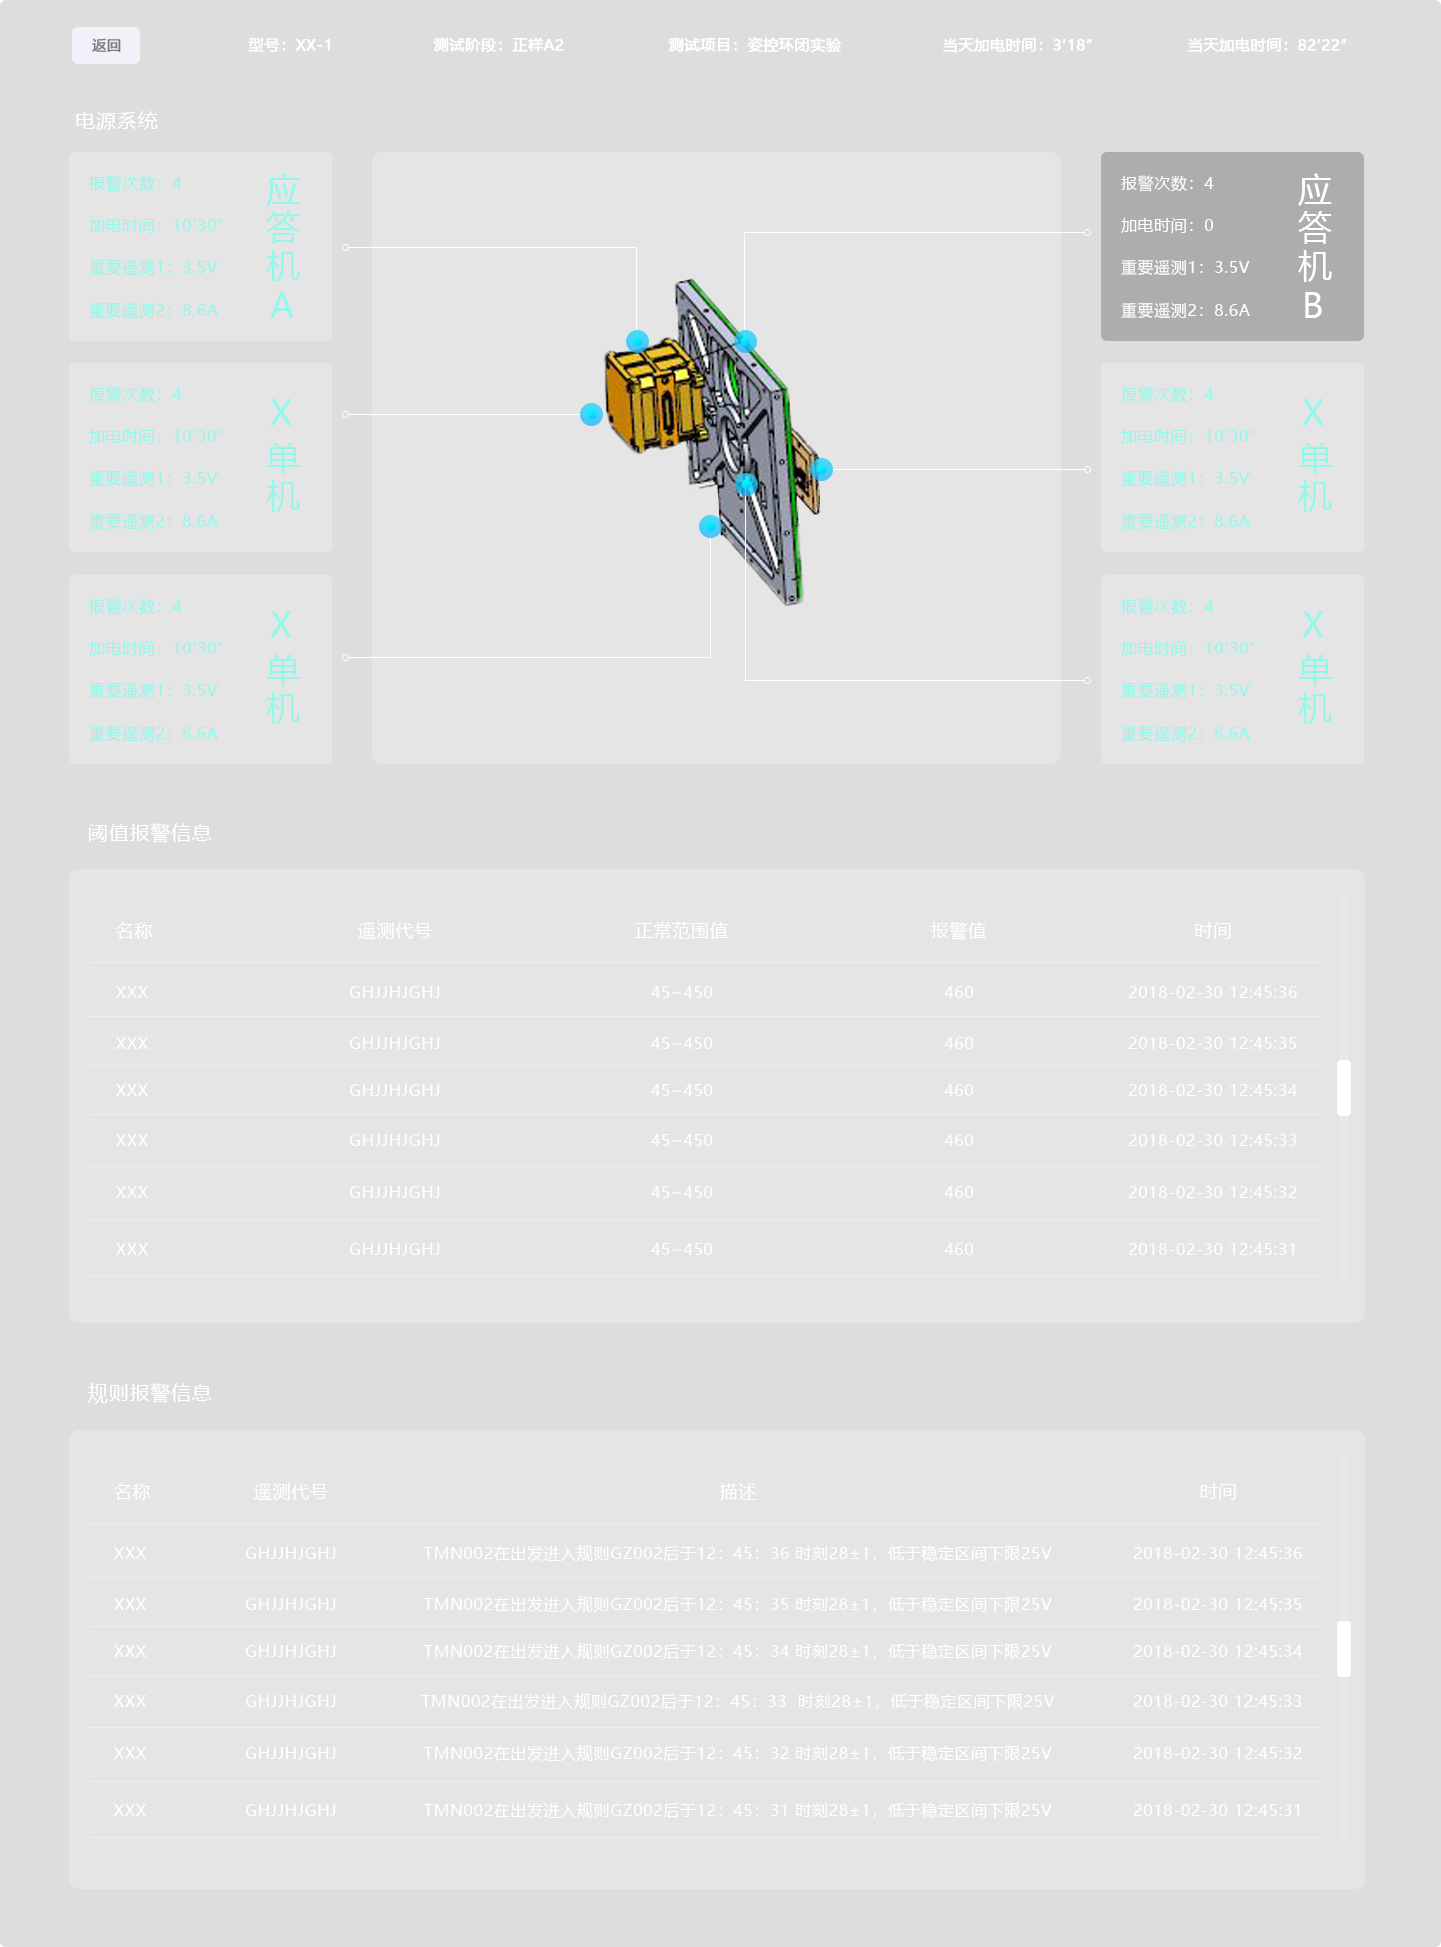 返回
型号：XX-1
测试阶段：正样A2
测试项目：姿控环闭实验
当天加电时间：3'18"
当天加电时间：82'22"
电源系统
报警次数：4
加电时间：10'30"
重要遥测1：3.5V
重要遥测2：8.6A
应答机A
报警次数：4
加电时间：0
重要遥测1：3.5V
重要遥测2：8.6A
应答机B
报警次数：4
加电时间：10'30"
重要遥测1：3.5V
重要遥测2：8.6A
X单机
报警次数：4
加电时间：10'30"
重要遥测1：3.5V
重要遥测2：8.6A
X单机
报警次数：4
加电时间：10'30"
重要遥测1：3.5V
重要遥测2：8.6A
X单机
报警次数：4
加电时间：10'30"
重要遥测1：3.5V
重要遥测2：8.6A
X单机
阈值报警信息
名称 遥测代号 正常范围值 报警值 时间
XXX GHJJHJGHJ 45~450 460 2018-02-30 12:45:36
XXX GHJJHJGHJ 45~450 460 2018-02-30 12:45:35
XXX GHJJHJGHJ 45~450 460 2018-02-30 12:45:34
XXX GHJJHJGHJ 45~450 460 2018-02-30 12:45:33
XXX GHJJHJGHJ 45~450 460 2018-02-30 12:45:32
XXX GHJJHJGHJ 45~450 460 2018-02-30 12:45:31
规则报警信息
名称 遥测代号 描述 时间
XXX GHJJHJGHJ TMN002在出发进入规则GZ002后于12：45：36 时刻28±1，低于稳定区间下限25V 2018-02-30 12:45:36
XXX GHJJHJGHJ TMN002在出发进入规则GZ002后于12：45：35 时刻28±1，低于稳定区间下限25V 2018-02-30 12:45:35
XXX GHJJHJGHJ TMN002在出发进入规则GZ002后于12：45：34 时刻28±1，低于稳定区间下限25V 2018-02-30 12:45:34
XXX GHJJHJGHJ TMN002在出发进入规则GZ002后于12：45：33 时刻28±1，低于稳定区间下限25V 2018-02-30 12:45:33
XXX GHJJHJGHJ TMN002在出发进入规则GZ002后于12：45：32 时刻28±1，低于稳定区间下限25V 2018-02-30 12:45:32
XXX GHJJHJGHJ TMN002在出发进入规则GZ002后于12：45：31 时刻28±1，低于稳定区间下限25V 2018-02-30 12:45:31